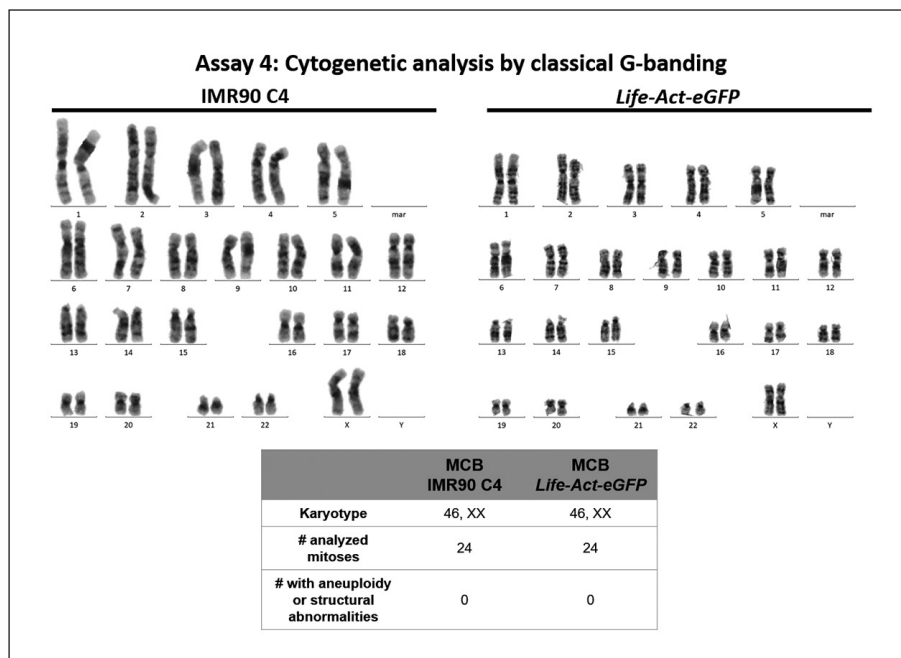 Assay 4: Cytogenetic analysis by classical G-banding
IMR90 C4
Life-Act-eGFP
1 2 3 4 5 mar
6 7 8 9 10 11 12
13 14 15 16 17 18
19 20 21 22 X Y
1 2 3 4 5 mar
6 7 8 9 10 11 12
13 14 15 16 17 18
19 20 21 22 X Y
MCB MCB
IMR90 C4 Life-Act-eGFP
Karyotype 46, XX 46, XX
# analyzed
mitoses 24 24
# with aneuploidy
or structural
abnormalities 0 0